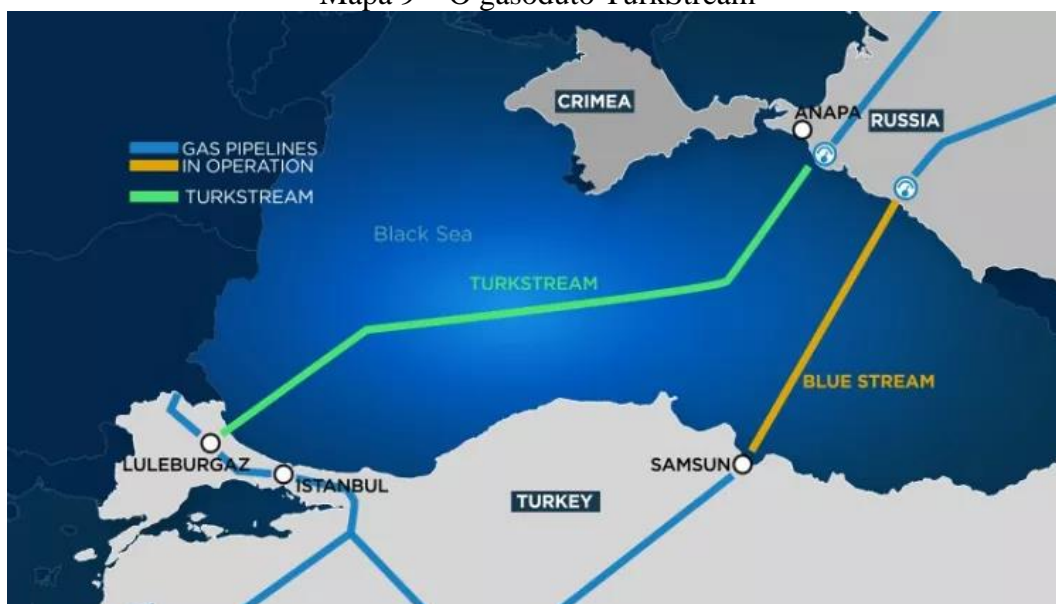 Mapa 9 – O gasoduto TurkStream
CRIMEA
ANAPA
RUSSIA
GAS PIPELINES
IN OPERATION
TURKSTREAM
Black Sea
TURKSTREAM
BLUE STREAM
LULEBURGAZ
ISTANBUL
SAMSUN
TURKEY